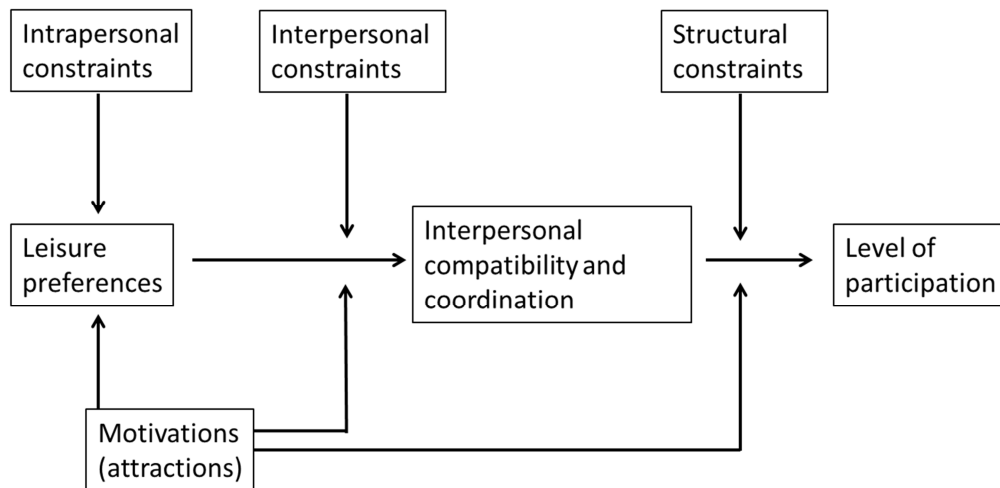 Intrapersonal
constraints
Interpersonal
constraints
Structural
constraints
Leisure
preferences
Interpersonal
compatibility and
coordination
Level of
participation
Motivations
(attractions)